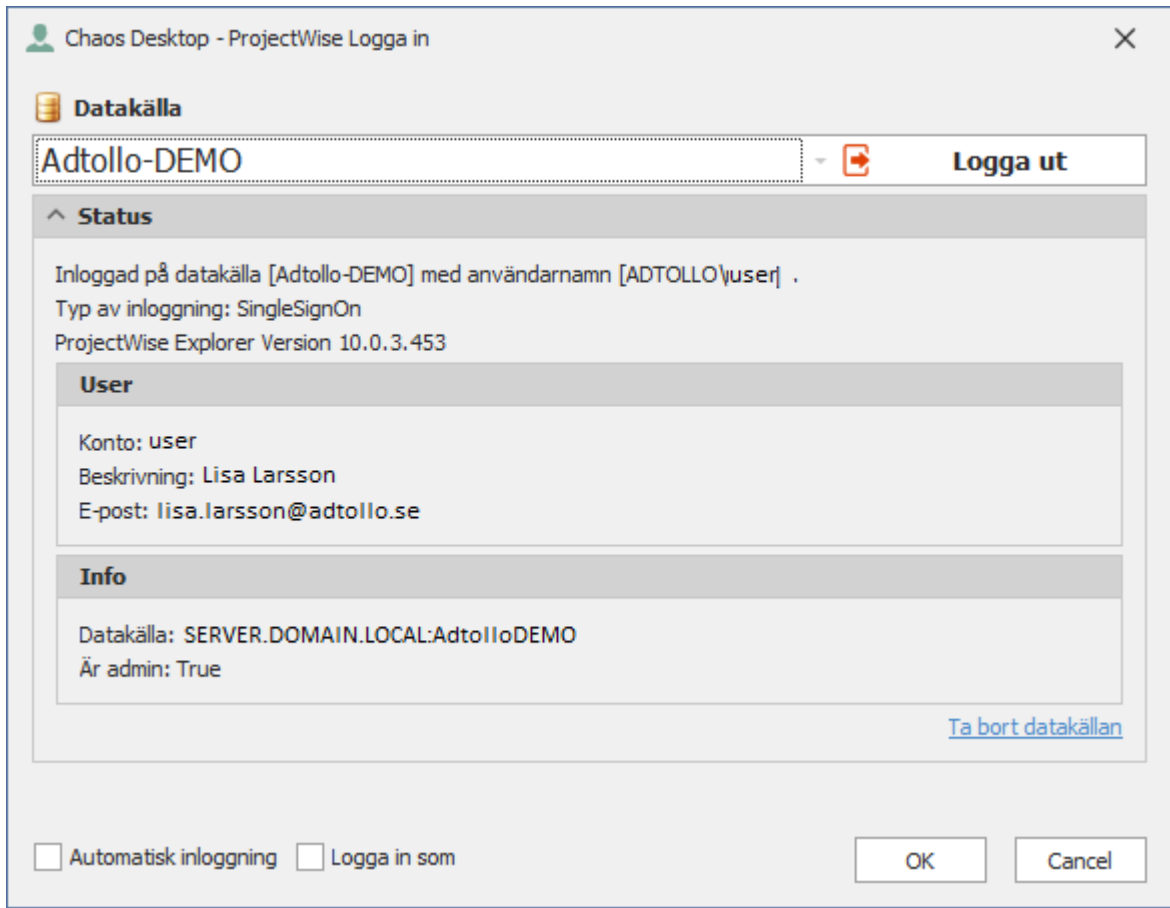 Chaos Desktop - ProjectWise Logga in
Datakälla
Adtollo-DEMO Logga ut
Status
Inloggad på datakälla [Adtollo-DEMO] med användarnamn [ADTOLLO\user| .
Typ av inloggning: SingleSignOn
ProjectWise Explorer Version 10.0.3.453
User
Konto: user
Beskrivning: Lisa Larsson
E-post: lisa.larsson@adtollo.se
Info
Datakälla: SERVER.DOMAIN.LOCAL:AdtolloDEMO
Är admin: True
Ta bort datakällan
Automatisk inloggning Logga in som OK Cancel